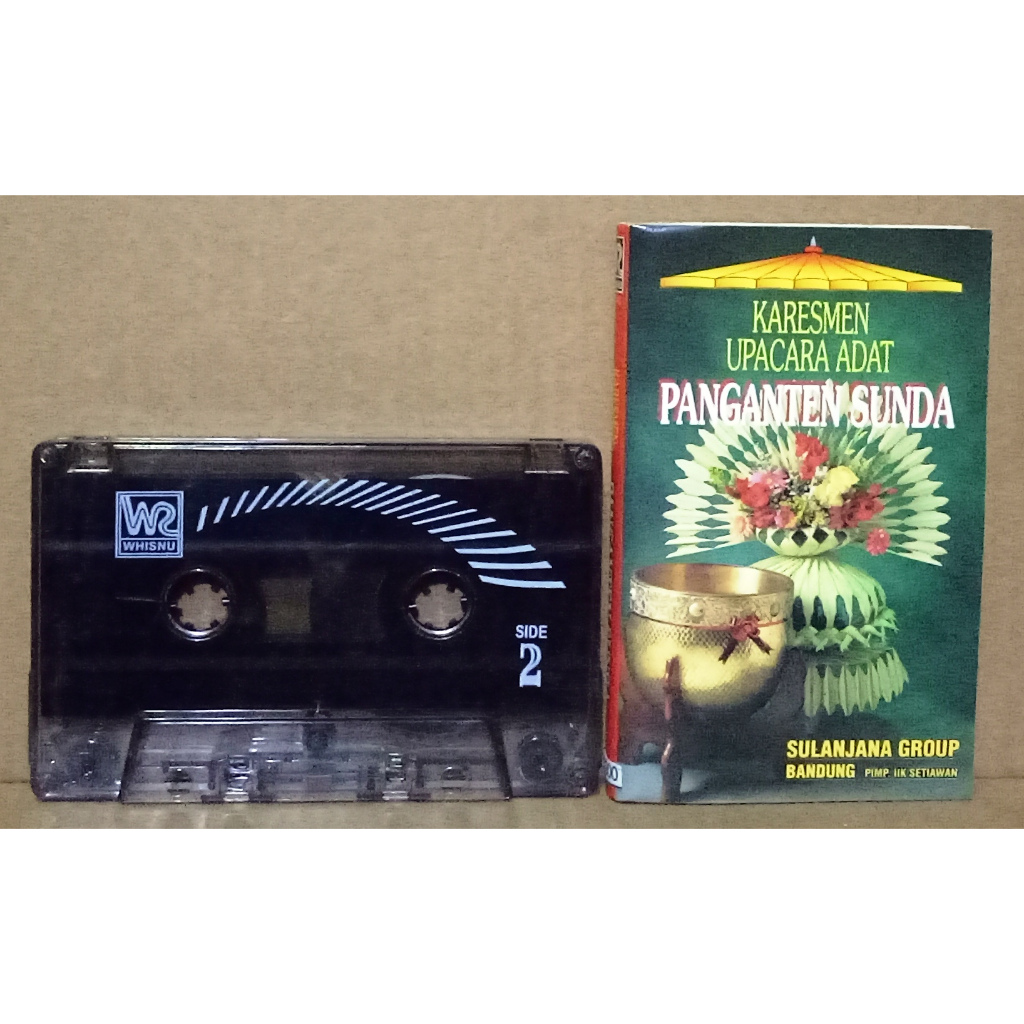 WR
WHISNU
SIDE
2
KARESMEN
UPACARA ADAT
PANGANTEN SUNDA
SULANJANA GROUP
BANDUNG PIMP IIK SETIAWAN